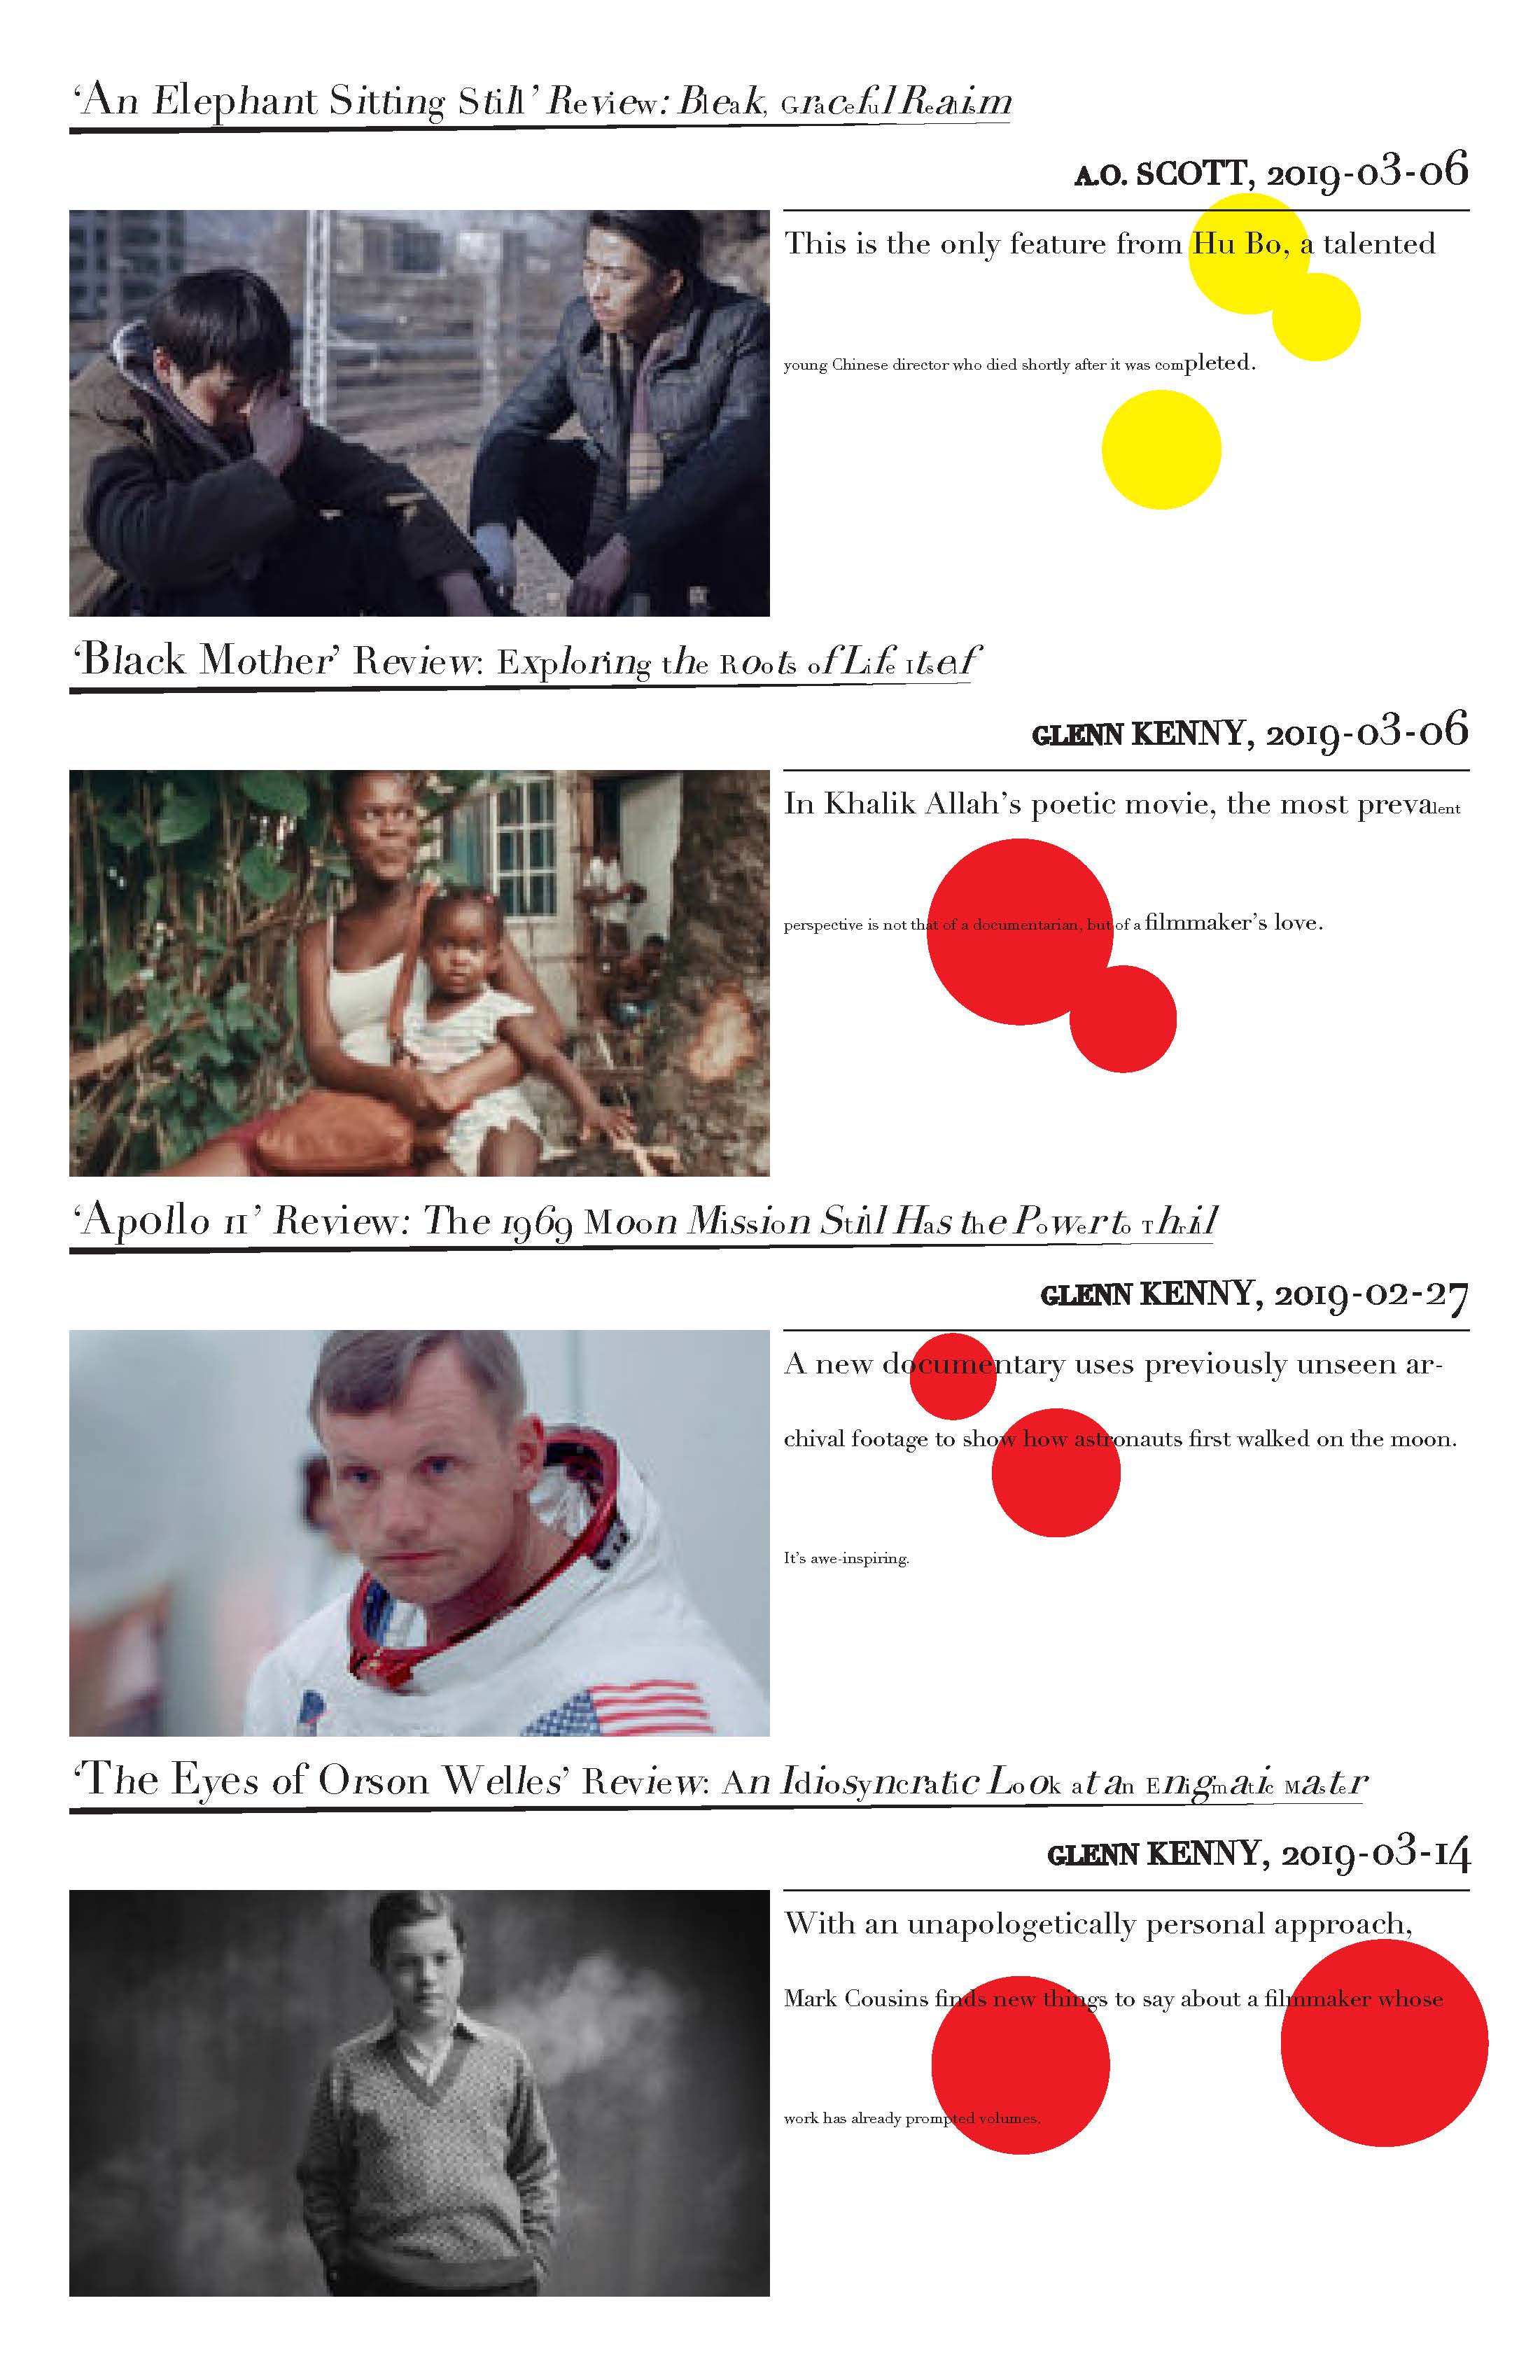 ‘An Elephant Sitting Still’ Review: Bleak, Graceful Realism
A.O. SCOTT, 2019-03-06
This is the only feature from Hu Bo, a talented
young Chinese director who died shortly after it was completed.
‘Black Mother’ Review: Exploring the Roots of Life Itself
GLENN KENNY, 2019-03-06
In Khalik Allah’s poetic movie, the most prevalent
perspective is not that of a documentarian, but of a filmmaker’s love.
‘Apollo 11’ Review: The 1969 Moon Mission Still Has the Power to Thrill
GLENN KENNY, 2019-02-27
A new documentary uses previously unseen ar-
chival footage to show how astronauts first walked on the moon.
It’s awe-inspiring.
‘The Eyes of Orson Welles’ Review: An Idiosyncratic Look at an Enigmatic Master
GLENN KENNY, 2019-03-14
With an unapologetically personal approach,
Mark Cousins finds new things to say about a filmmaker whose
work has already prompted volumes.